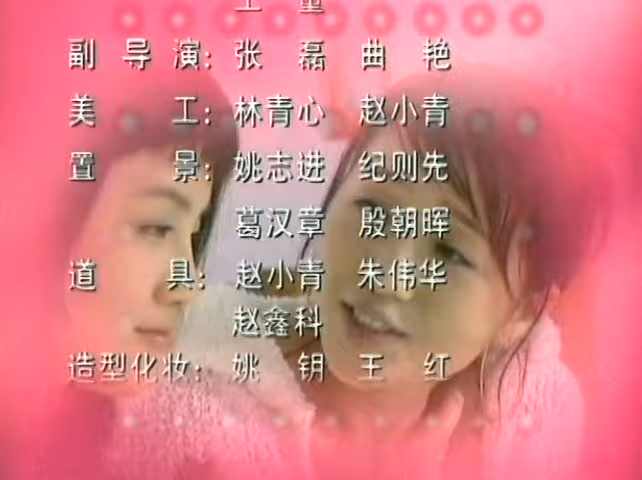 副导演：张磊 曲艳
美工：林青心 赵小青
置景：姚志进 纪则先
葛汉章 殷朝晖
道具：赵小青 朱伟华
赵鑫科
造型化妆：姚钥 王红